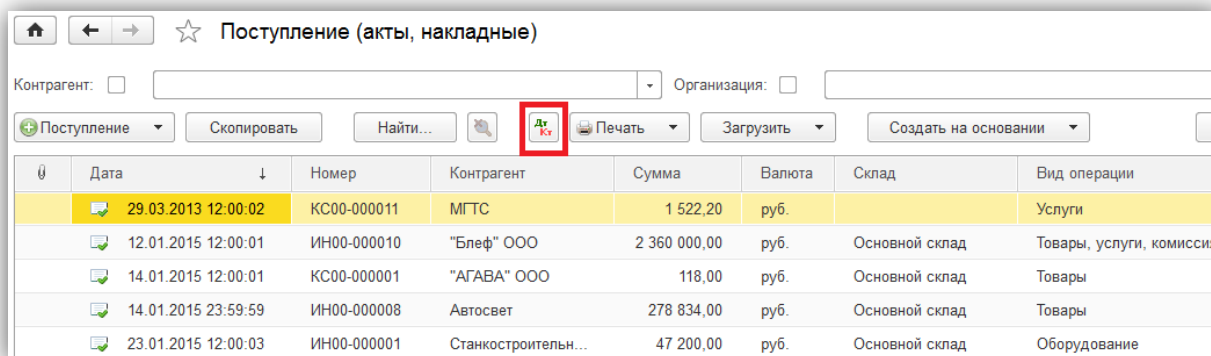 Поступление (акты, накладные)
Контрагент: Организация:
Поступление Скопировать Найти... Дт Кт Печать Загрузить Создать на основании
Дата ↓ Номер Контрагент Сумма Валюта Склад Вид операции
29.03.2013 12:00:02 КС00-000011 МГТС 1 522,20 руб. Услуги
12.01.2015 12:00:01 ИН00-000010 "Блеф" ООО 2 360 000,00 руб. Основной склад Товары, услуги, комисси
14.01.2015 12:00:01 КС00-000001 "АГАВА" ООО 118,00 руб. Основной склад Товары
14.01.2015 23:59:59 ИН00-000008 Автосвет 278 834,00 руб. Основной склад Товары
23.01.2015 12:00:03 ИН00-000001 Станкостроительн... 47 200,00 руб. Основной склад Оборудование